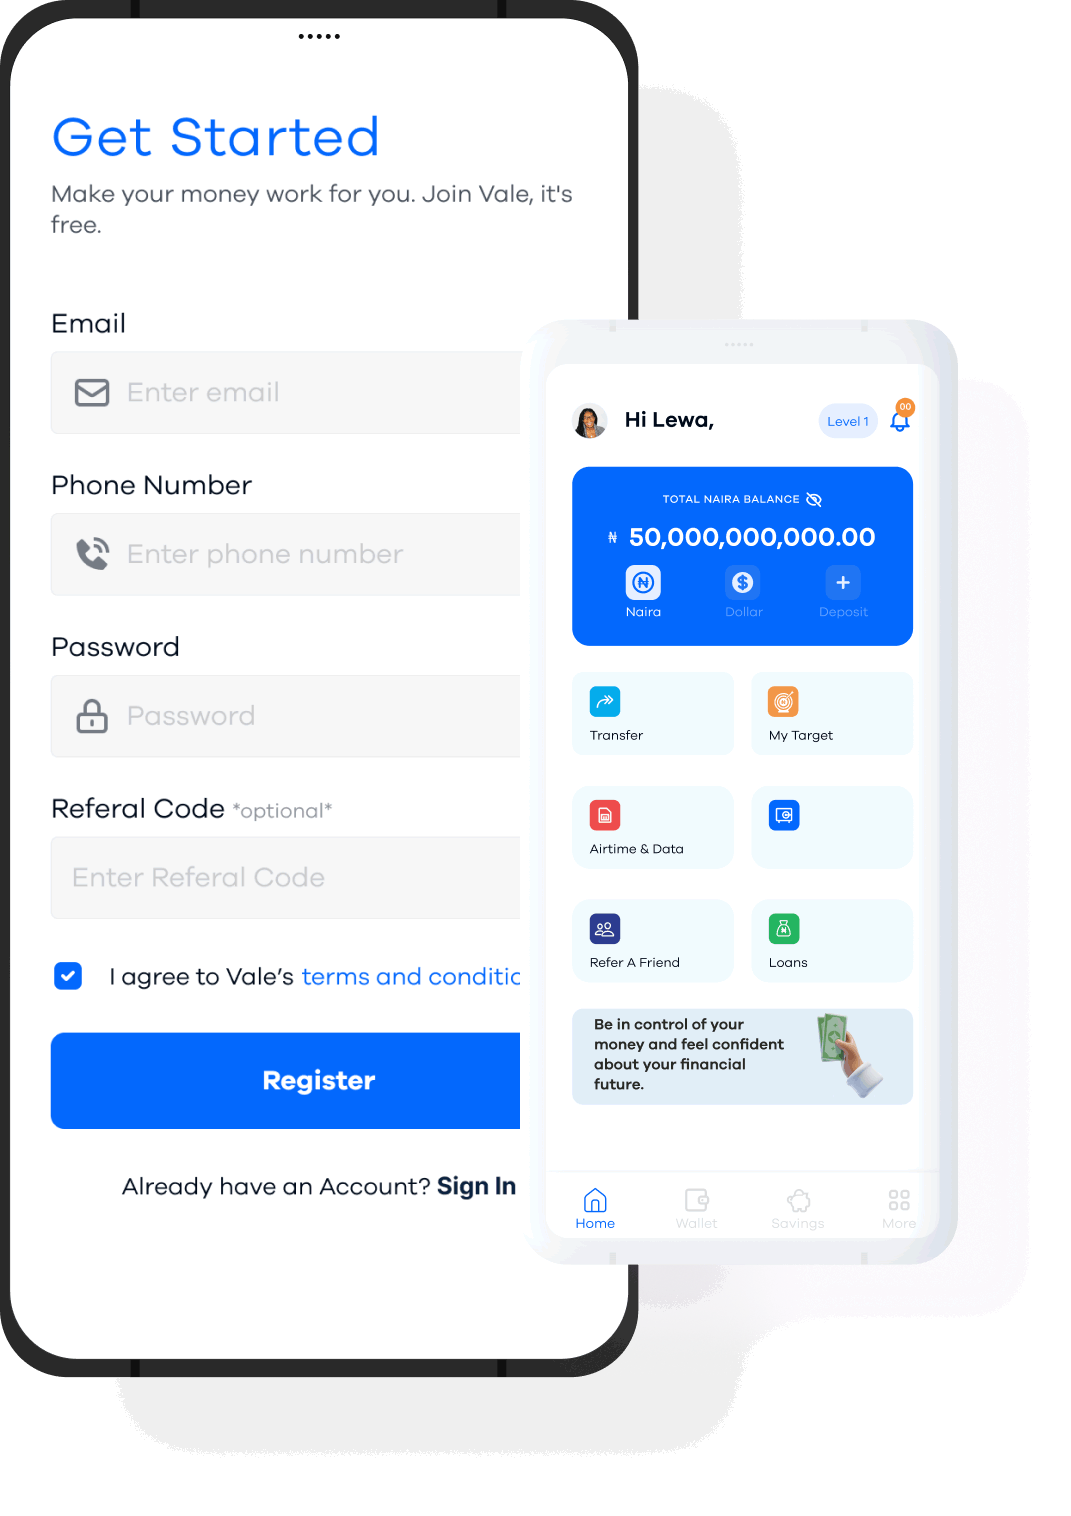 Get Started
Make your money work for you. Join Vale, it's
free.
Email
Enter email
Phone Number
Enter phone number
Password
Password
Referal Code *optional*
Enter Referal Code
I agree to Vale’s terms and conditio
Register
Already have an Account? Sign In
Hi Lewa,
Level 1
00
TOTAL NAIRA BALANCE
₦ 50,000,000,000.00
Naira
Dollar
Deposit
Transfer
My Target
Airtime & Data
Refer A Friend
Loans
Be in control of your
money and feel confident
about your financial
future.
Home
Wallet
Savings
More